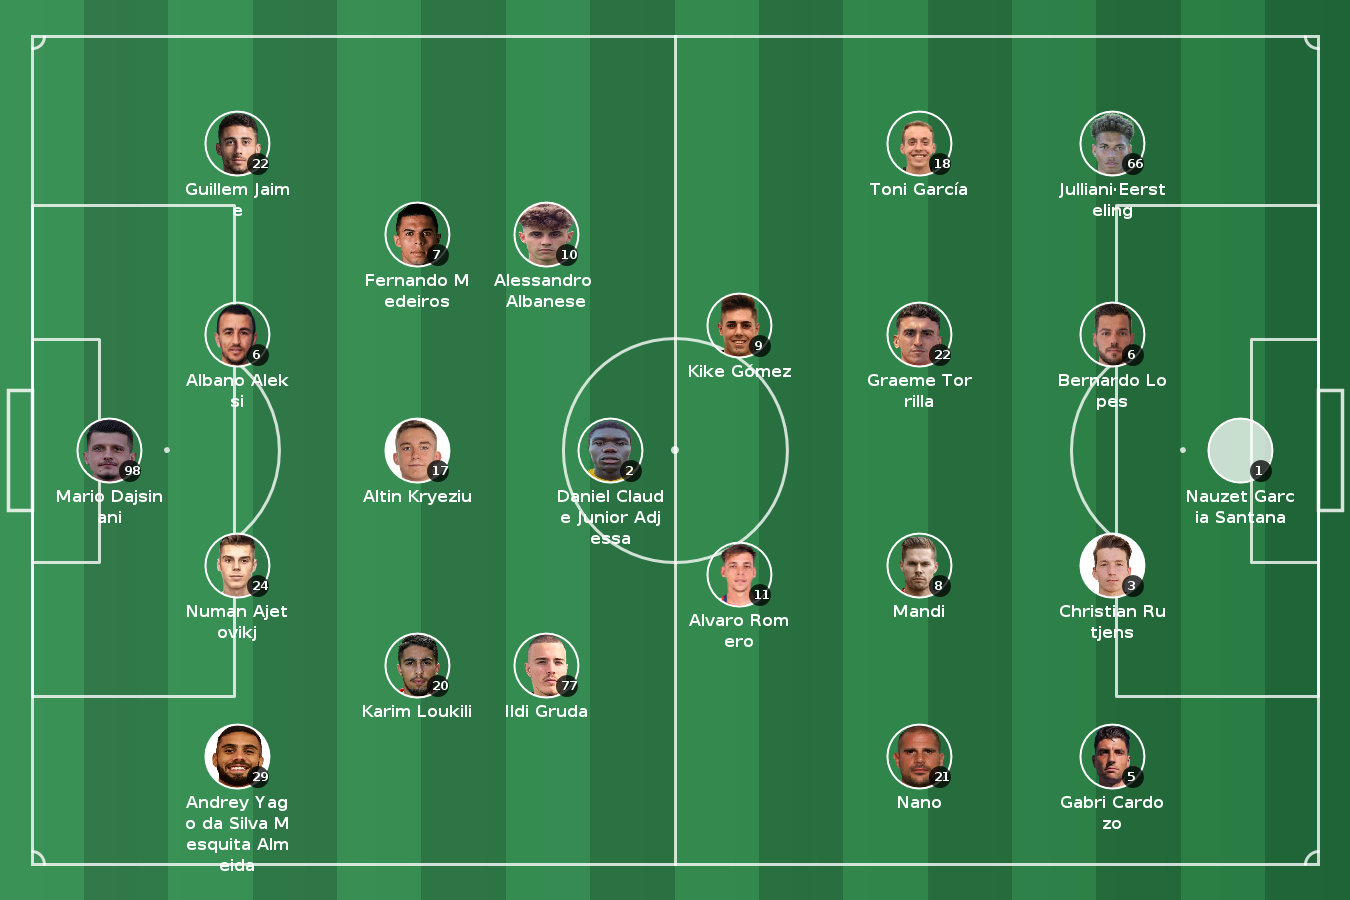 22
Guillem Jaim
e
18
Toni García
66
Julliani Eerst
eling
7
Fernando M
edeiros
10
Alessandro
Albanese
6
Albano Alek
si
9
Kike Gómez
22
Graeme Tor
rilla
6
Bernardo Lo
pes
98
Mario Dajsin
ani
17
Altin Kryeziu
2
Daniel Claud
e Junior Adj
essa
1
Nauzet Garc
ia Santana
24
Numan Ajet
ovikj
11
Alvaro Rom
ero
8
Mandi
3
Christian Ru
tjens
20
Karim Loukili
77
Ildi Gruda
29
Andrey Yag
o da Silva M
esquita Alm
eida
21
Nano
5
Gabri Cardo
zo